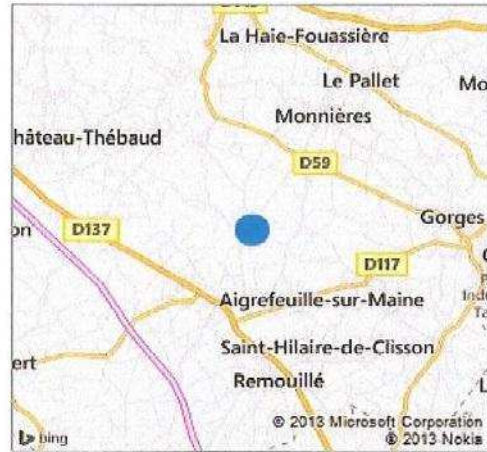 La Haie-Fouassière
Le Pallet
Mo
Monnières
hâteau-Thébaud
D59
Gorges
on
D137
D117
Aigrefeuille-sur-Maine
Saint-Hilaire-de-Clisson
ert
Remouillé
L
© 2013 Microsoft Corporation
bing
© 2013 Nokia